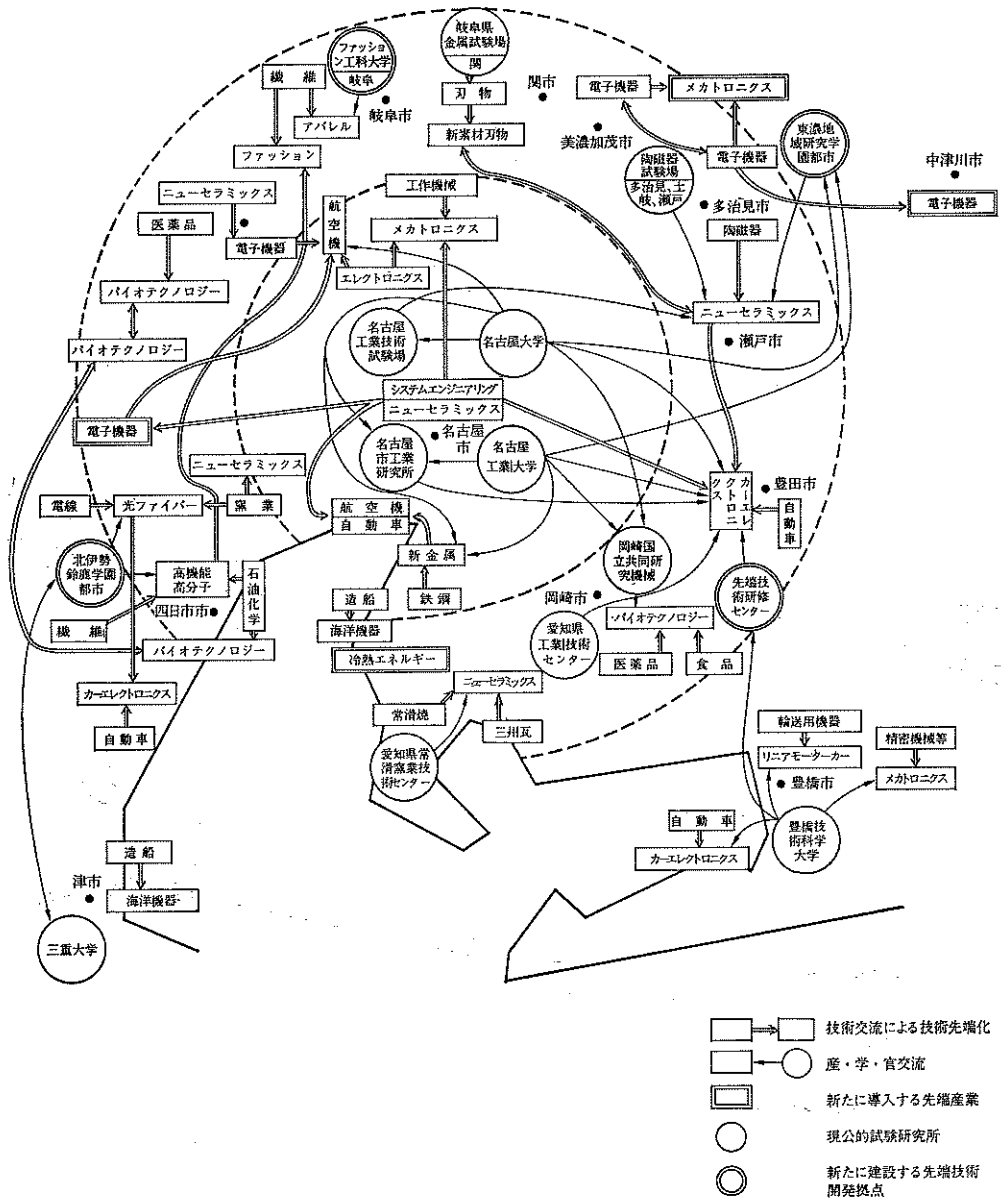 ファッショ
ン工科大学
岐阜
岐阜県
金属試験場
関
繊維
アパレル
岐阜市
ファッション
刃物
新素材刃物
関市
電子機器
メカトロニクス
美濃加茂市
電子機器
東濃地
域研究学
園都市
中津川市
電子機器
陶磁器
試験場
多治見、土
岐、瀬戸
多治見市
陶磁器
ニューセラミックス
瀬戸市
ニューセラミックス
医薬品
電子機器
航空機
工作機械
メカトロニクス
エレクトロニクス
バイオテクノロジー
バイオテクノロジー
名古屋
工業技術
試験場
名古屋大学
システムエンジニアリング
ニューセラミックス
電子機器
名古屋
市工業
研究所
名古屋
市
名古屋
工業大学
ニューセラミックス
電線
光ファイバー
窯業
航空機
自動車
カーエレ
クトロニ
クス
豊田市
自動車
新金属
北伊勢
鈴鹿学園
都市
高機能
高分子
石油化学
四日市市
繊維
バイオテクノロジー
造船
鉄鋼
海洋機器
冷熱エネルギー
岡崎国
立共同研
究機械
岡崎市
先端技
術研修
センター
愛知県
工業技術
センター
バイオテクノロジー
医薬品
食品
カーエレクトロニクス
自動車
ニューセラミックス
常滑焼
三州瓦
愛知県常
滑窯業技
術センター
輸送用機器
リニアモーターカー
精密機械等
メカトロニクス
豊橋市
自動車
カーエレクトロニクス
豊橋技
術科学
大学
造船
津市
海洋機器
三重大学
技術交流による技術先端化
産・学・官交流
新たに導入する先端産業
現公的試験研究所
新たに建設する先端技術
開発拠点